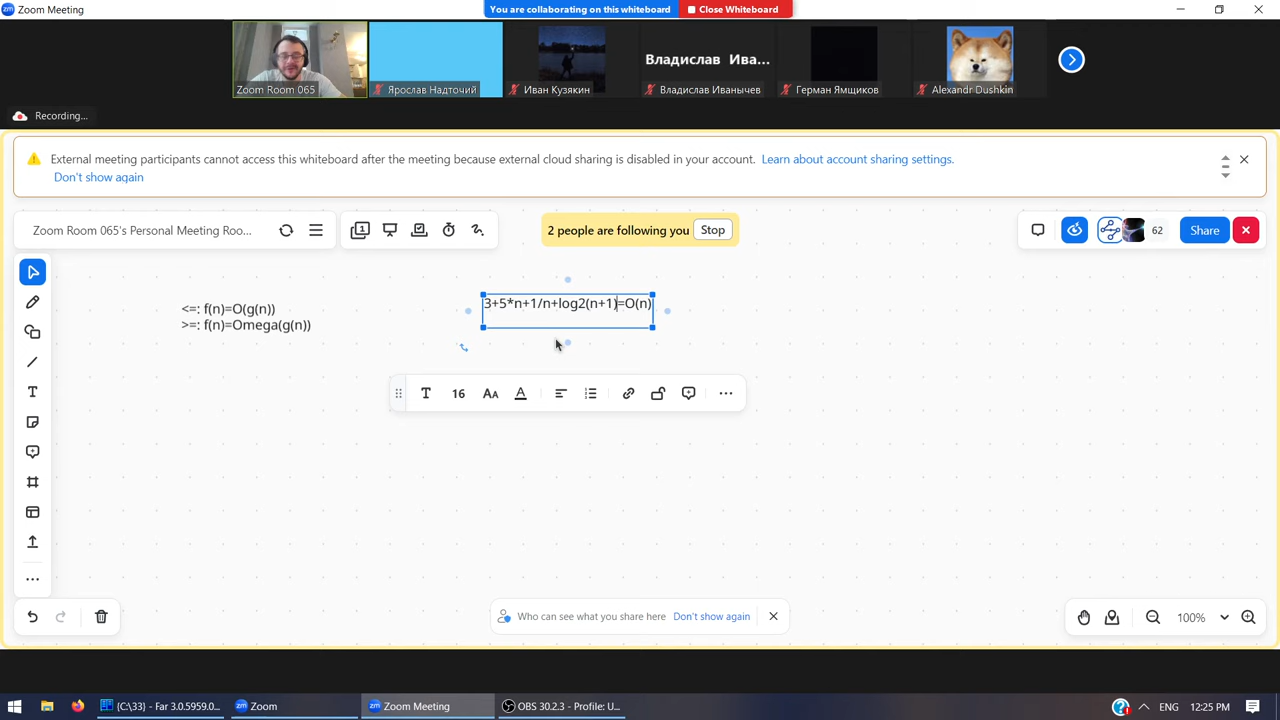 Zoom Meeting
You are collaborating on this whiteboard
Close Whiteboard
Владислав Ива...
Zoom Room 065
Ярослав Надточий
Иван Кузякин
Владислав Иванычев
Герман Ямщиков
Alexandr Dushkin
Recording...
External meeting participants cannot access this whiteboard after the meeting because external cloud sharing is disabled in your account. Learn about account sharing settings.
Don't show again
Zoom Room 065's Personal Meeting Roo...
1
2 people are following you
Stop
62
Share
<=: f(n)=O(g(n))
>=: f(n)=Omega(g(n))
3+5*n+1/n+log2(n+1)=O(n)
T 16 AA A
T
Who can see what you share here Don't show again
100%
(C:\33) - Far 3.0.5959.0...
Zoom
Zoom Meeting
OBS 30.2.3 - Profile: U...
ENG
12:25 PM